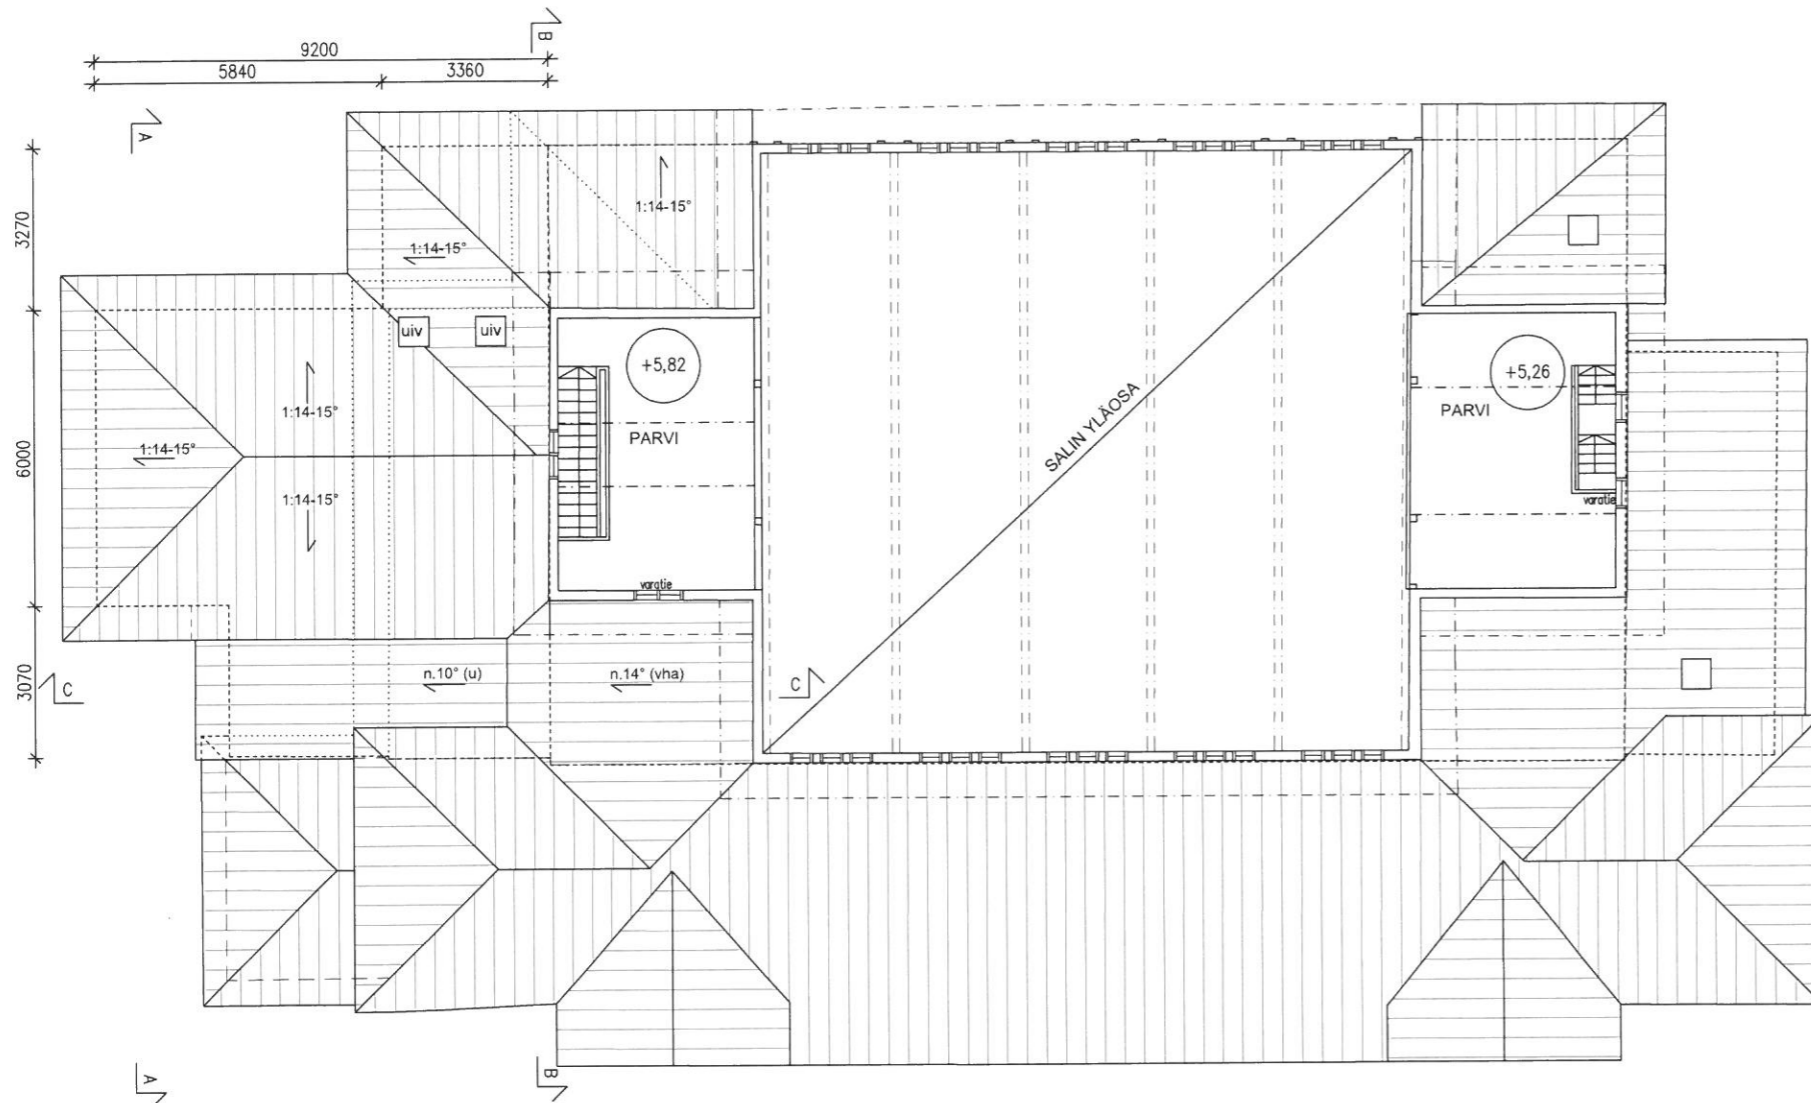 B
9200
5840
3360
A
3270
1:14-15°
1:14-15°
uiv
uiv
+5,82
+5,26
1:14-15°
PARVI
SALIN YLÄOSA
PARVI
6000
1:14-15°
1:14-15°
varatie
varatie
3070
C
n.10° (u)
n.14° (vha)
C
A
B